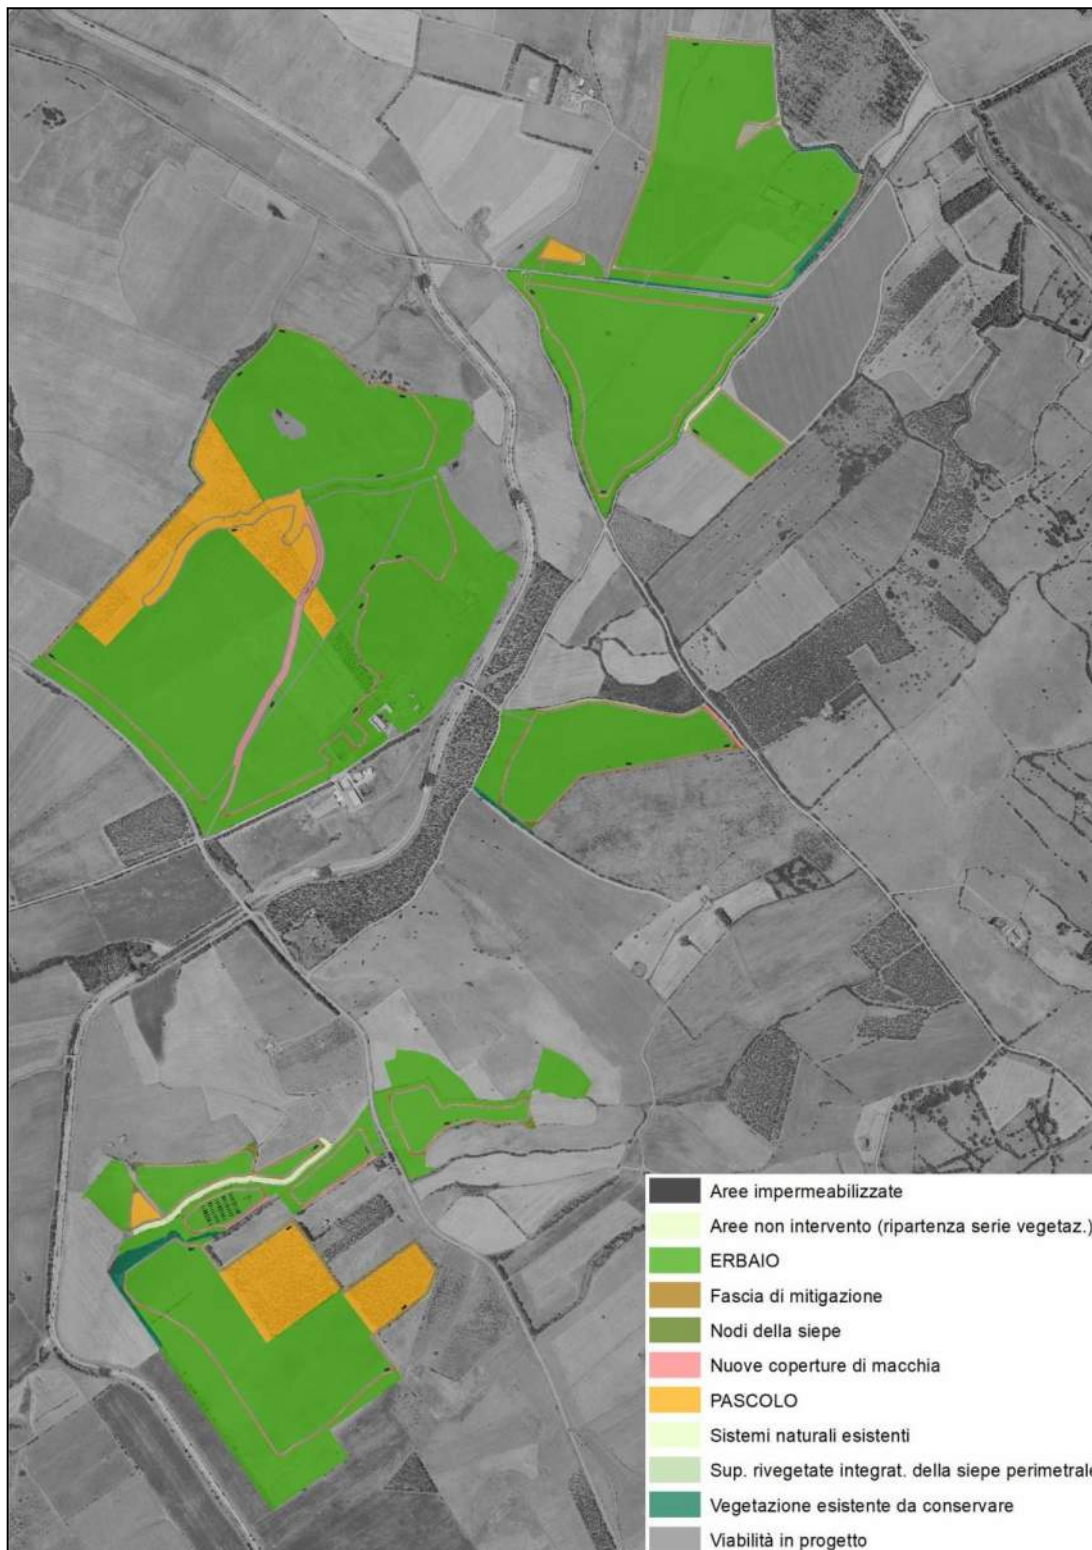 Aree impermeabilizzate
Aree non intervento (ripartenza serie vegetaz.)
ERBAIO
Fascia di mitigazione
Nodi della siepe
Nuove coperture di macchia
PASCOLO
Sistemi naturali esistenti
Sup. rivegetate integrat. della siepe perimetrale
Vegetazione esistente da conservare
Viabilità in progetto